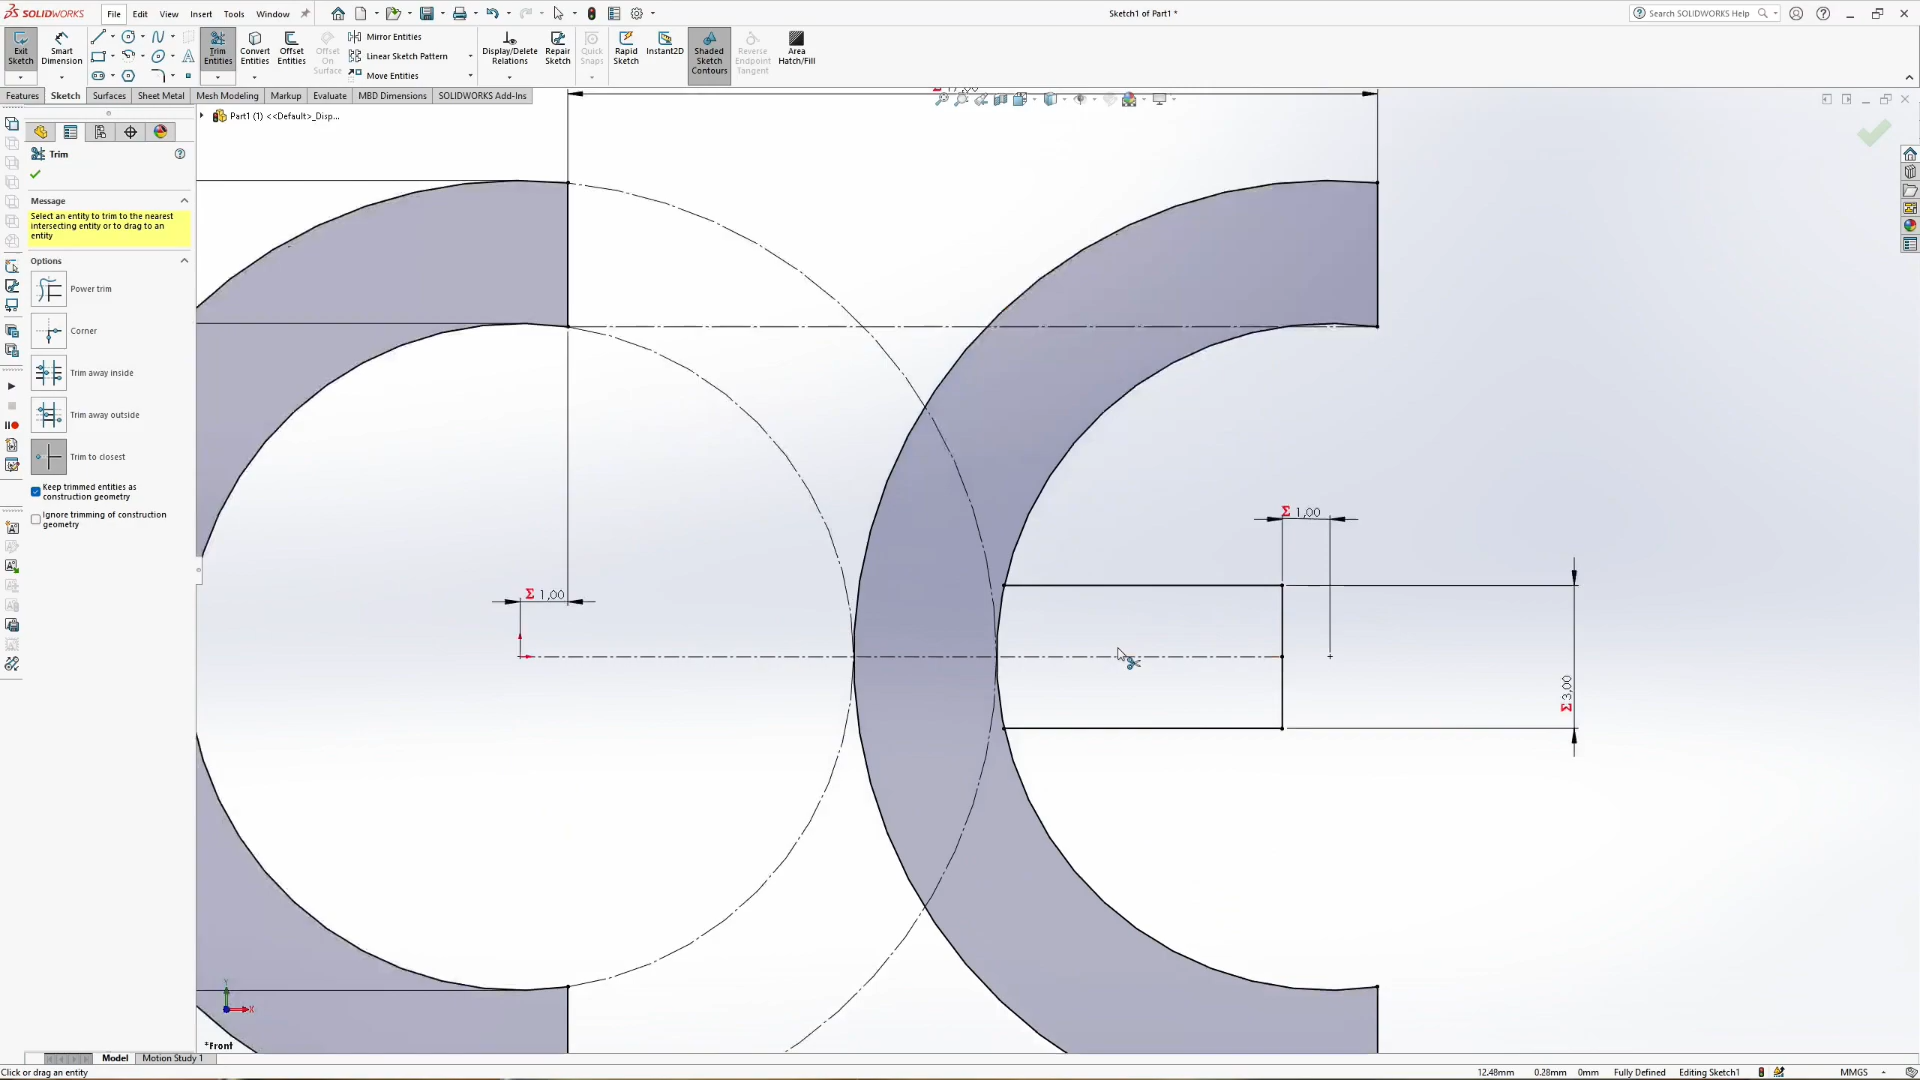 SOLIDWORKS File Edit View Insert Tools Window
Sketch1 of Part1 *
Search SOLIDWORKS Help
Exit Sketch
Smart Dimension
Trim Entities
Convert Entities
Offset Entities
Offset On Surface
Mirror Entities
Linear Sketch Pattern
Move Entities
Display/Delete Relations
Repair Sketch
Quick Snaps
Rapid Sketch
Instant2D
Shaded Sketch Contours
Reverse Endpoint Tangent
Area Hatch/Fill
Features Sketch Surfaces Sheet Metal Mesh Modeling Markup Evaluate MBD Dimensions SOLIDWORKS Add-Ins
Part1 (1) <<Default>_Disp...
Trim
Message
Select an entity to trim to the nearest
intersecting entity or to drag to an
entity
Options
Power trim
Corner
Trim away inside
Trim away outside
Trim to closest
Keep trimmed entities as
construction geometry
Ignore trimming of construction
geometry
Σ 1,00
Σ 1,00
Σ 3,00
Y
X
*Front
Model Motion Study 1
Click or drag an entity
12.48mm 0.28mm 0mm Fully Defined Editing Sketch1 MMGS